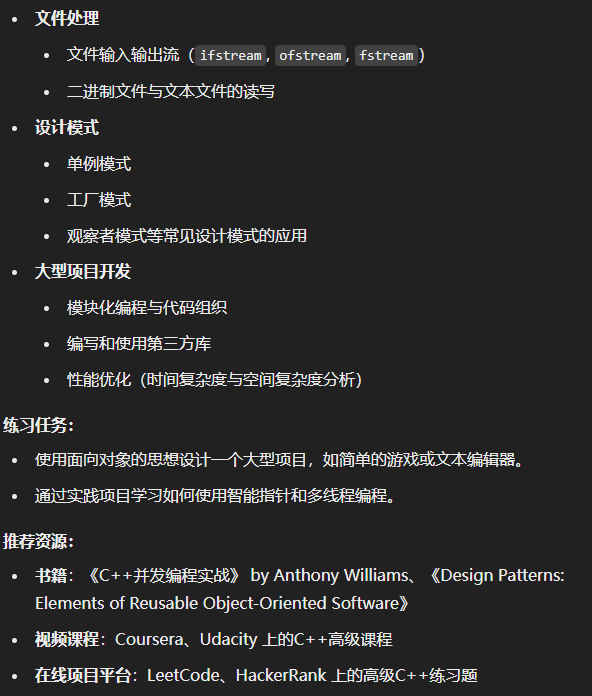 文件处理
文件输入输出流（ifstream, ofstream, fstream）
二进制文件与文本文件的读写
设计模式
单例模式
工厂模式
观察者模式等常见设计模式的应用
大型项目开发
模块化编程与代码组织
编写和使用第三方库
性能优化（时间复杂度与空间复杂度分析）
练习任务：
使用面向对象的思想设计一个大型项目，如简单的游戏或文本编辑器。
通过实践项目学习如何使用智能指针和多线程编程。
推荐资源：
书籍：《C++并发编程实战》 by Anthony Williams、《Design Patterns:
Elements of Reusable Object-Oriented Software》
视频课程：Coursera、Udacity 上的C++高级课程
在线项目平台：LeetCode、HackerRank 上的高级C++练习题